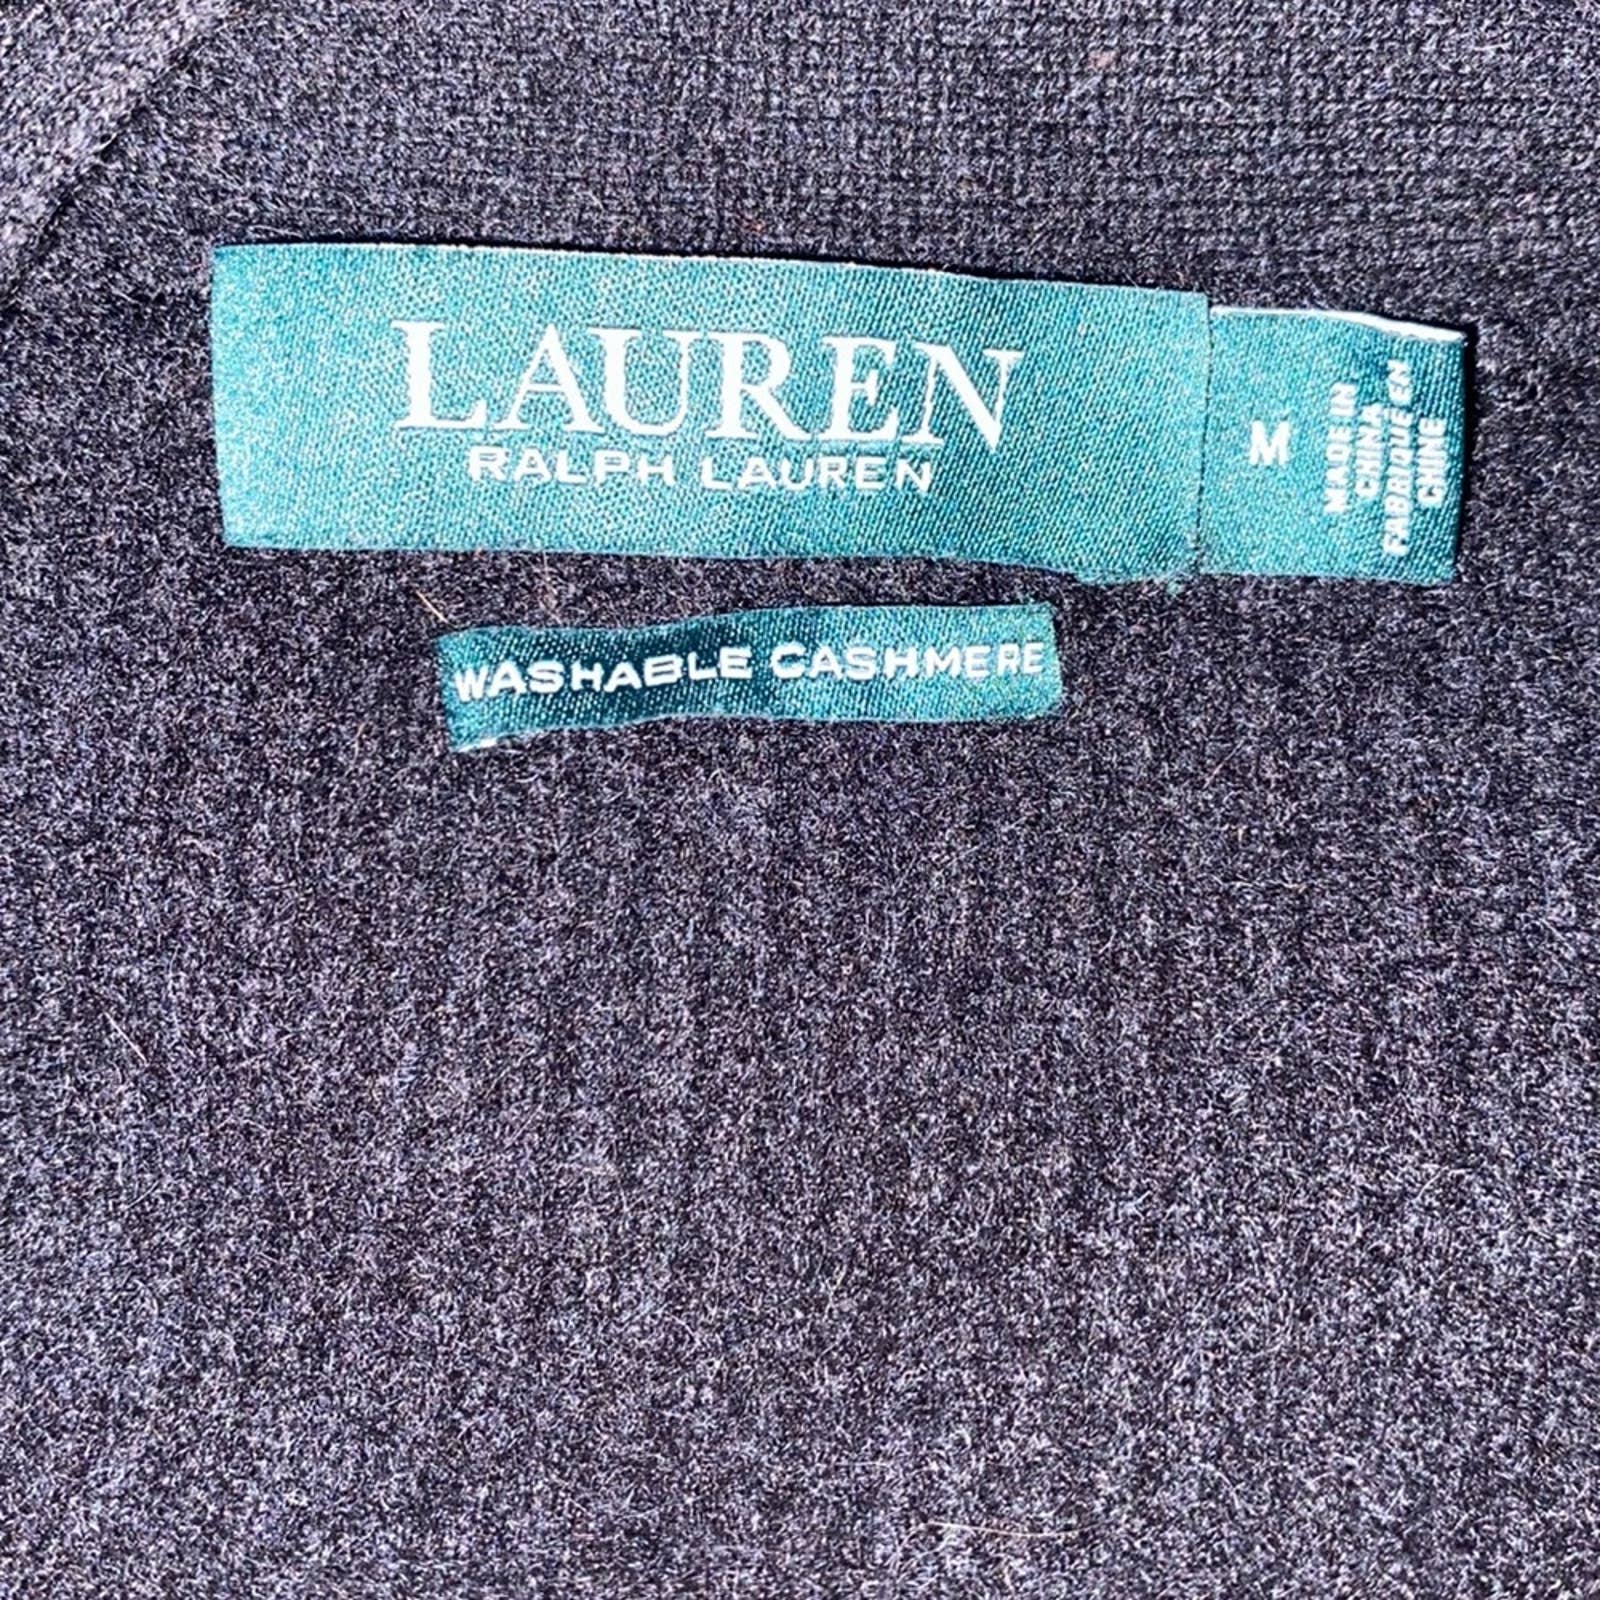 LAUREN
RALPH LAUREN
M
MADE IN
CHINA
FABRIQUÉ EN
CHINE
WASHABLE CASHMERE